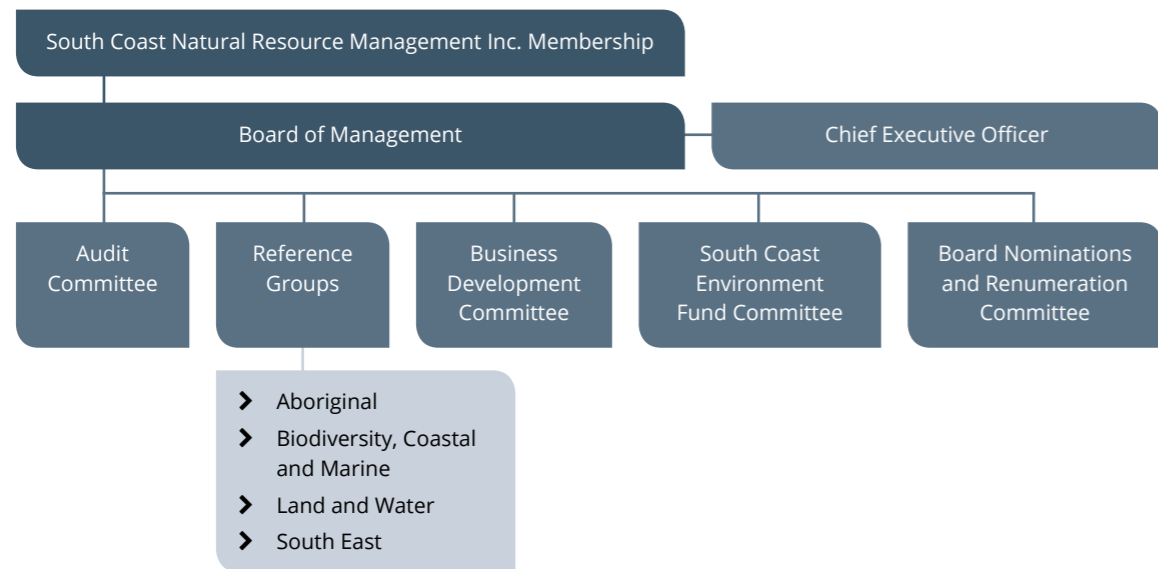 South Coast Natural Resource Management Inc. Membership
Board of Management
Chief Executive Officer
Audit
Committee
Reference
Groups
Business
Development
Committee
South Coast
Environment
Fund Committee
Board Nominations
and Renumeration
Committee
Aboriginal
Biodiversity, Coastal
and Marine
Land and Water
South East